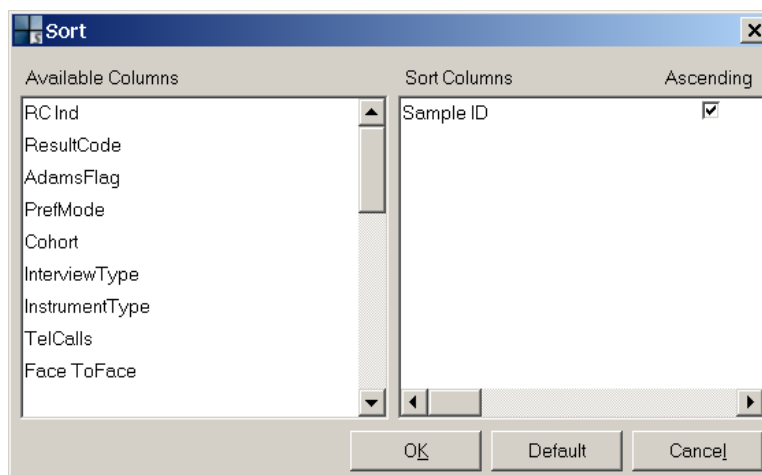 Sort
Available Columns
Sort Columns Ascending
RC Ind
ResultCode
AdamsFlag
PrefMode
Cohort
InterviewType
InstrumentType
TelCalls
Face ToFace
Sample ID
OK Default Cancel